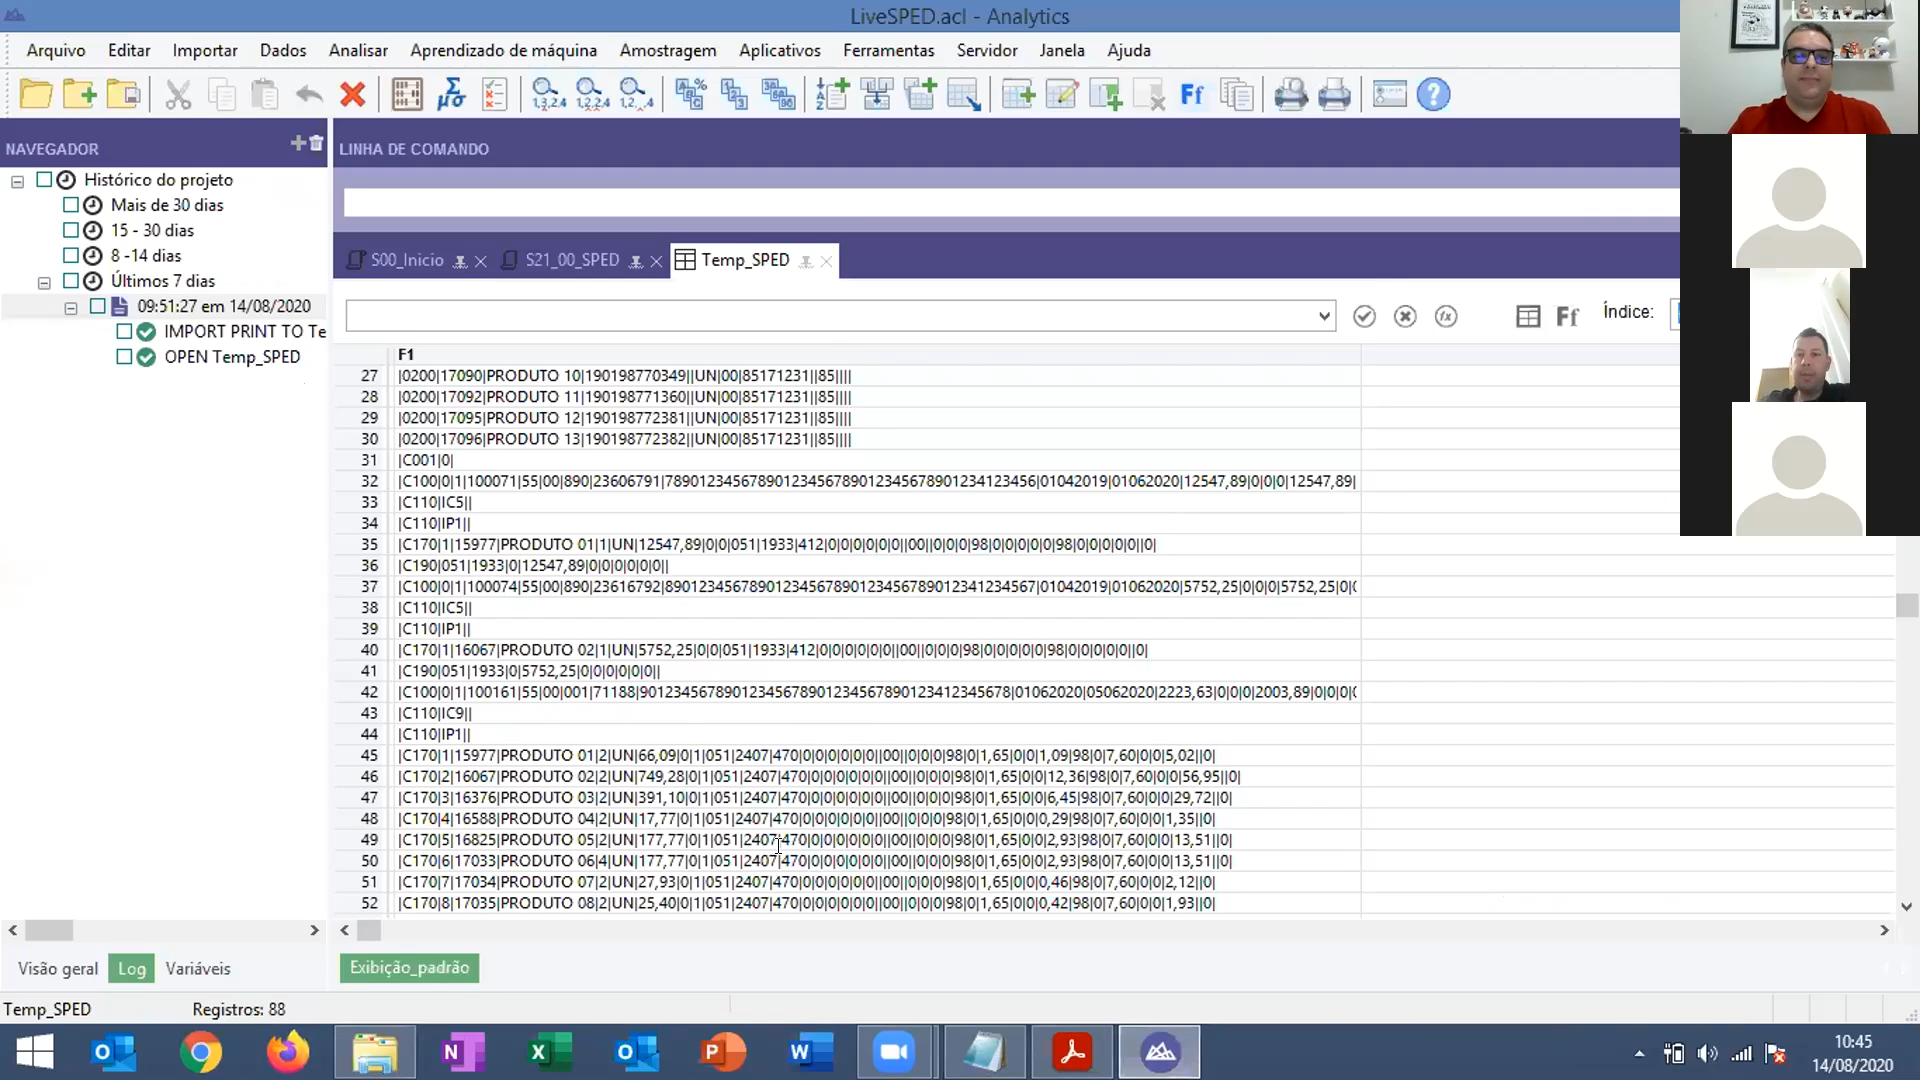 LiveSPED.acl - Analytics
Arquivo Editar Importar Dados Analisar Aprendizado de máquina Amostragem Aplicativos Ferramentas Servidor Janela Ajuda
NAVEGADOR
LINHA DE COMANDO
Histórico do projeto
Mais de 30 dias
15 - 30 dias
8 -14 dias
Últimos 7 dias
09:51:27 em 14/08/2020
IMPORT PRINT TO Te
OPEN Temp_SPED
S00_Inicio S21_00_SPED Temp_SPED
Índice:
F1
27 |0200|17090|PRODUTO 10|190198770349||UN|00|85171231||85||||
28 |0200|17092|PRODUTO 11|190198771360||UN|00|85171231||85||||
29 |0200|17095|PRODUTO 12|190198772381||UN|00|85171231||85||||
30 |0200|17096|PRODUTO 13|190198772382||UN|00|85171231||85||||
31 |C001|0|
32 |C100|0|1|100071|55|00|890|23606791|78901234567890123456789012345678901234123456|01042019|01062020|12547,89|0|0|0|12547,89|
33 |C110|IC5||
34 |C110|IP1||
35 |C170|1|15977|PRODUTO 01|1|UN|12547,89|0|0|051|1933|412|0|0|0|0|0|0||00||0|0|0|98|0|0|0|0|0|98|0|0|0|0|0||0|
36 |C190|051|1933|0|12547,89|0|0|0|0|0|0||
37 |C100|0|1|100074|55|00|890|23616792|89012345678901234567890123456789012341234567|01042019|01062020|5752,25|0|0|0|5752,25|0|0
38 |C110|IC5||
39 |C110|IP1||
40 |C170|1|16067|PRODUTO 02|1|UN|5752,25|0|0|051|1933|412|0|0|0|0|0|0||00||0|0|0|98|0|0|0|0|0|98|0|0|0|0|0||0|
41 |C190|051|1933|0|5752,25|0|0|0|0|0|0||
42 |C100|0|1|100161|55|00|001|71188|90123456789012345678901234567890123412345678|01062020|05062020|2223,63|0|0|0|2003,89|0|0|0|0
43 |C110|IC9||
44 |C110|IP1||
45 |C170|1|15977|PRODUTO 01|2|UN|66,09|0|1|051|2407|470|0|0|0|0|0|0||00||0|0|0|98|0|1,65|0|0|1,09|98|0|7,60|0|0|5,02||0|
46 |C170|2|16067|PRODUTO 02|2|UN|749,28|0|1|051|2407|470|0|0|0|0|0|0||00||0|0|0|98|0|1,65|0|0|12,36|98|0|7,60|0|0|56,95||0|
47 |C170|3|16376|PRODUTO 03|2|UN|391,10|0|1|051|2407|470|0|0|0|0|0|0||00||0|0|0|98|0|1,65|0|0|6,45|98|0|7,60|0|0|29,72||0|
48 |C170|4|16588|PRODUTO 04|2|UN|17,77|0|1|051|2407|470|0|0|0|0|0|0||00||0|0|0|98|0|1,65|0|0|0,29|98|0|7,60|0|0|1,35||0|
49 |C170|5|16825|PRODUTO 05|2|UN|177,77|0|1|051|2407|470|0|0|0|0|0|0||00||0|0|0|98|0|1,65|0|0|2,93|98|0|7,60|0|0|13,51||0|
50 |C170|6|17033|PRODUTO 06|4|UN|177,77|0|1|051|2407|470|0|0|0|0|0|0||00||0|0|0|98|0|1,65|0|0|2,93|98|0|7,60|0|0|13,51||0|
51 |C170|7|17034|PRODUTO 07|2|UN|27,93|0|1|051|2407|470|0|0|0|0|0|0||00||0|0|0|98|0|1,65|0|0|0,46|98|0|7,60|0|0|2,12||0|
52 |C170|8|17035|PRODUTO 08|2|UN|25,40|0|1|051|2407|470|0|0|0|0|0|0||00||0|0|0|98|0|1,65|0|0|0,42|98|0|7,60|0|0|1,93||0|
Visão geral Log Variáveis
Exibição_padrão
Temp_SPED Registros: 88
10:45
14/08/2020